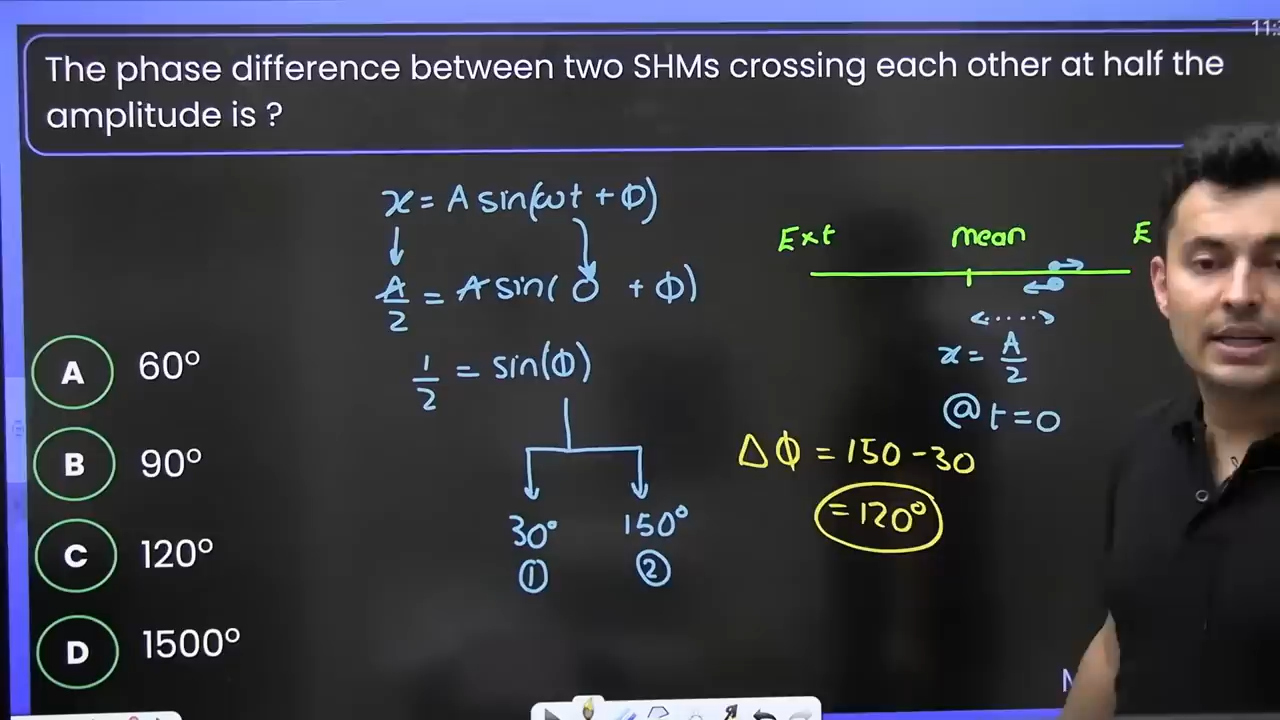 11:
The phase difference between two SHMs crossing each other at half the
amplitude is ?
x = A sin(ωt + Φ)
A/2 = A sin( 0 + Φ)
1/2 = sin(Φ)
30° 150°
① ②
Ext mean E
x = A/2
@ t = 0
ΔΦ = 150 - 30
= 120°
A 60°
B 90°
C 120°
D 1500°